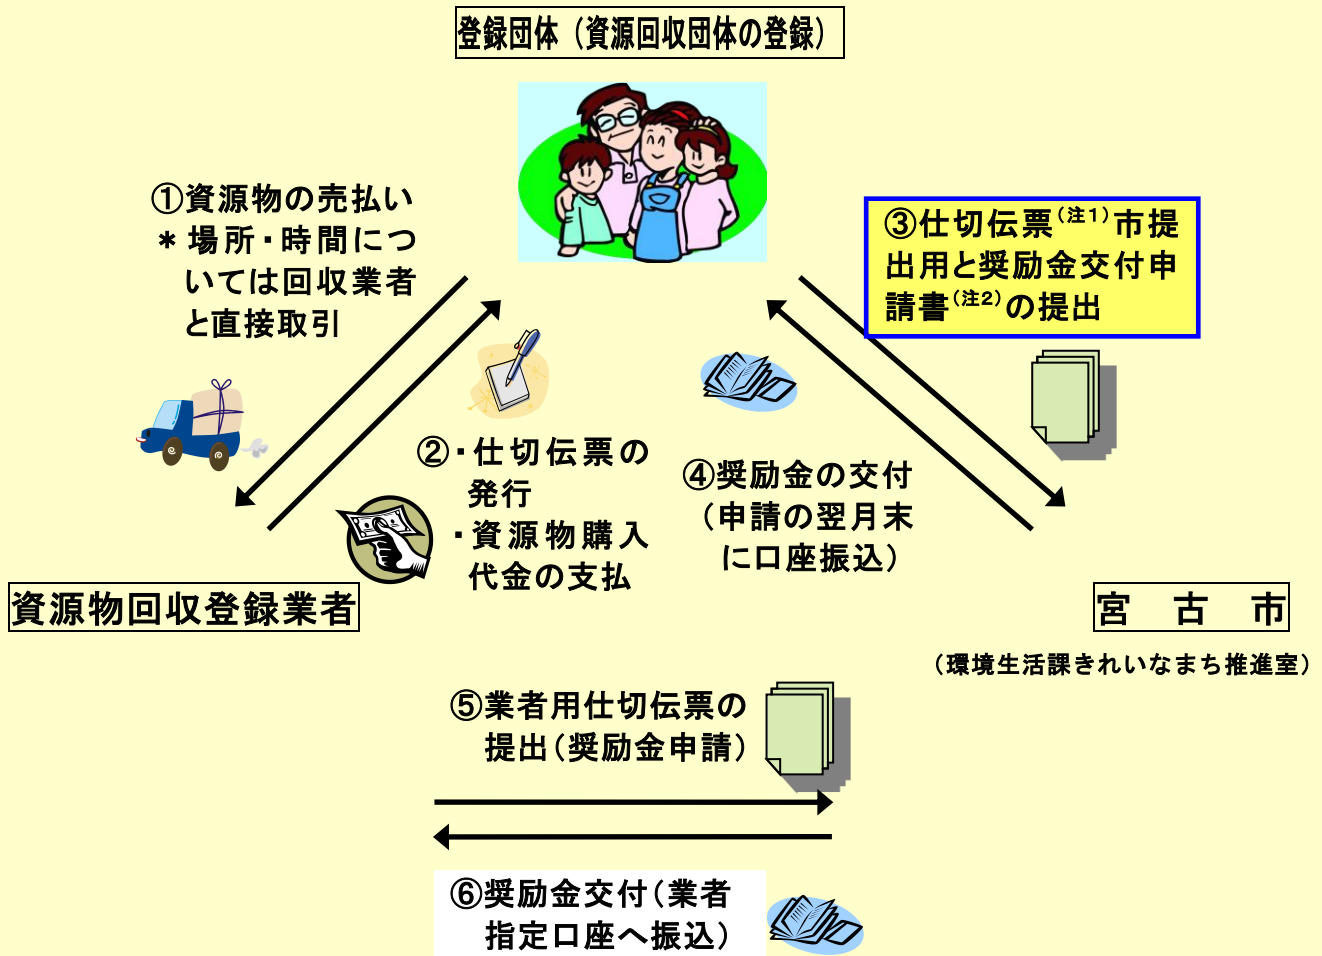 登録団体（資源回収団体の登録）
①資源物の売払い
＊場所・時間につ
いては回収業者
と直接取引
③仕切伝票(注1)市提
出用と奨励金交付申
請書(注2)の提出
②・仕切伝票の
発行
・資源物購入
代金の支払
④奨励金の交付
（申請の翌月末
に口座振込）
資源物回収登録業者
宮　古　市
（環境生活課きれいなまち推進室）
⑤業者用仕切伝票の
提出（奨励金申請）
⑥奨励金交付（業者
指定口座へ振込）